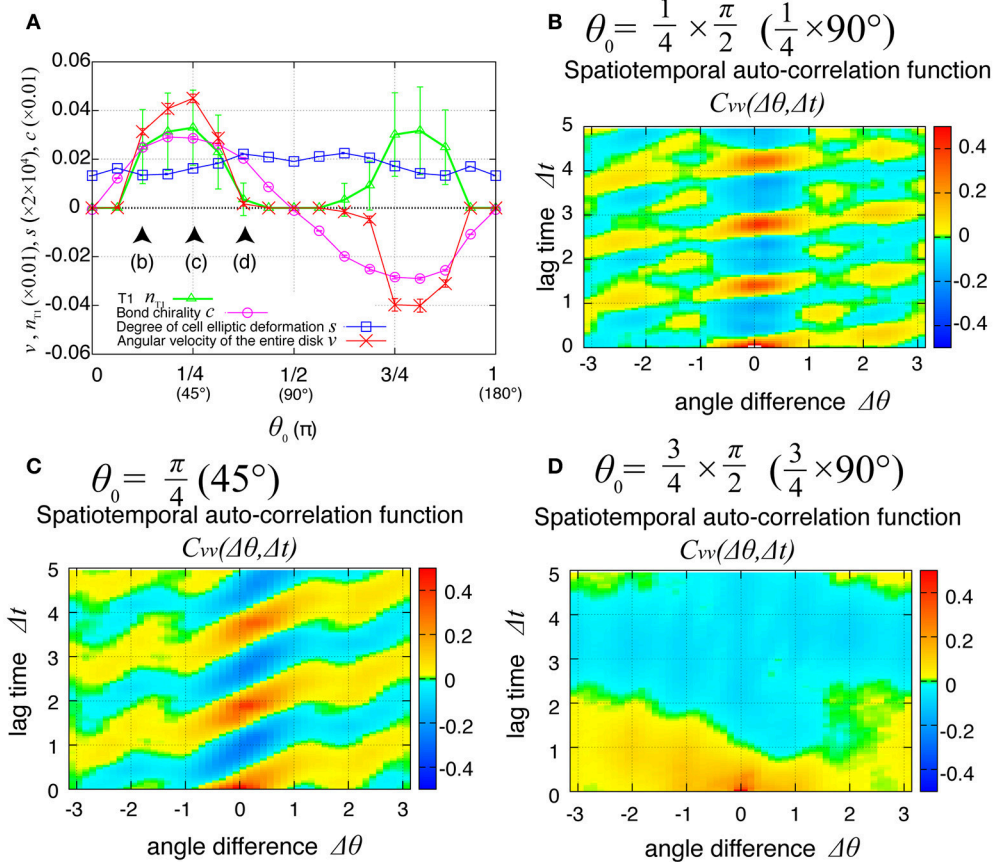 A
v , n_T1 (×0.01), s (×2×10⁴), c (×0.01)
0.06
0.04
0.02
0
-0.02
-0.04
-0.06
(b)
(c)
(d)
T1 n_T1
Bond chirality c
Degree of cell elliptic deformation s
Angular velocity of the entire disk v
0
1/4
1/2
3/4
1
(45°)
(90°)
(180°)
θ₀ (π)
B
θ₀= 1/4 × π/2 (1/4 ×90°)
Spatiotemporal auto-correlation function
Cvv(Δθ,Δt)
lag time Δt
5
4
3
2
1
0
-3 -2 -1 0 1 2 3
angle difference Δθ
0.4
0.2
0
-0.2
-0.4
C
θ₀= π/4 (45°)
Spatiotemporal auto-correlation function
Cvv(Δθ,Δt)
lag time Δt
5
4
3
2
1
0
-3 -2 -1 0 1 2 3
angle difference Δθ
0.4
0.2
0
-0.2
-0.4
D
θ₀= 3/4 × π/2 (3/4 ×90°)
Spatiotemporal auto-correlation function
Cvv(Δθ,Δt)
lag time Δt
5
4
3
2
1
0
-3 -2 -1 0 1 2 3
angle difference Δθ
0.4
0.2
0
-0.2
-0.4